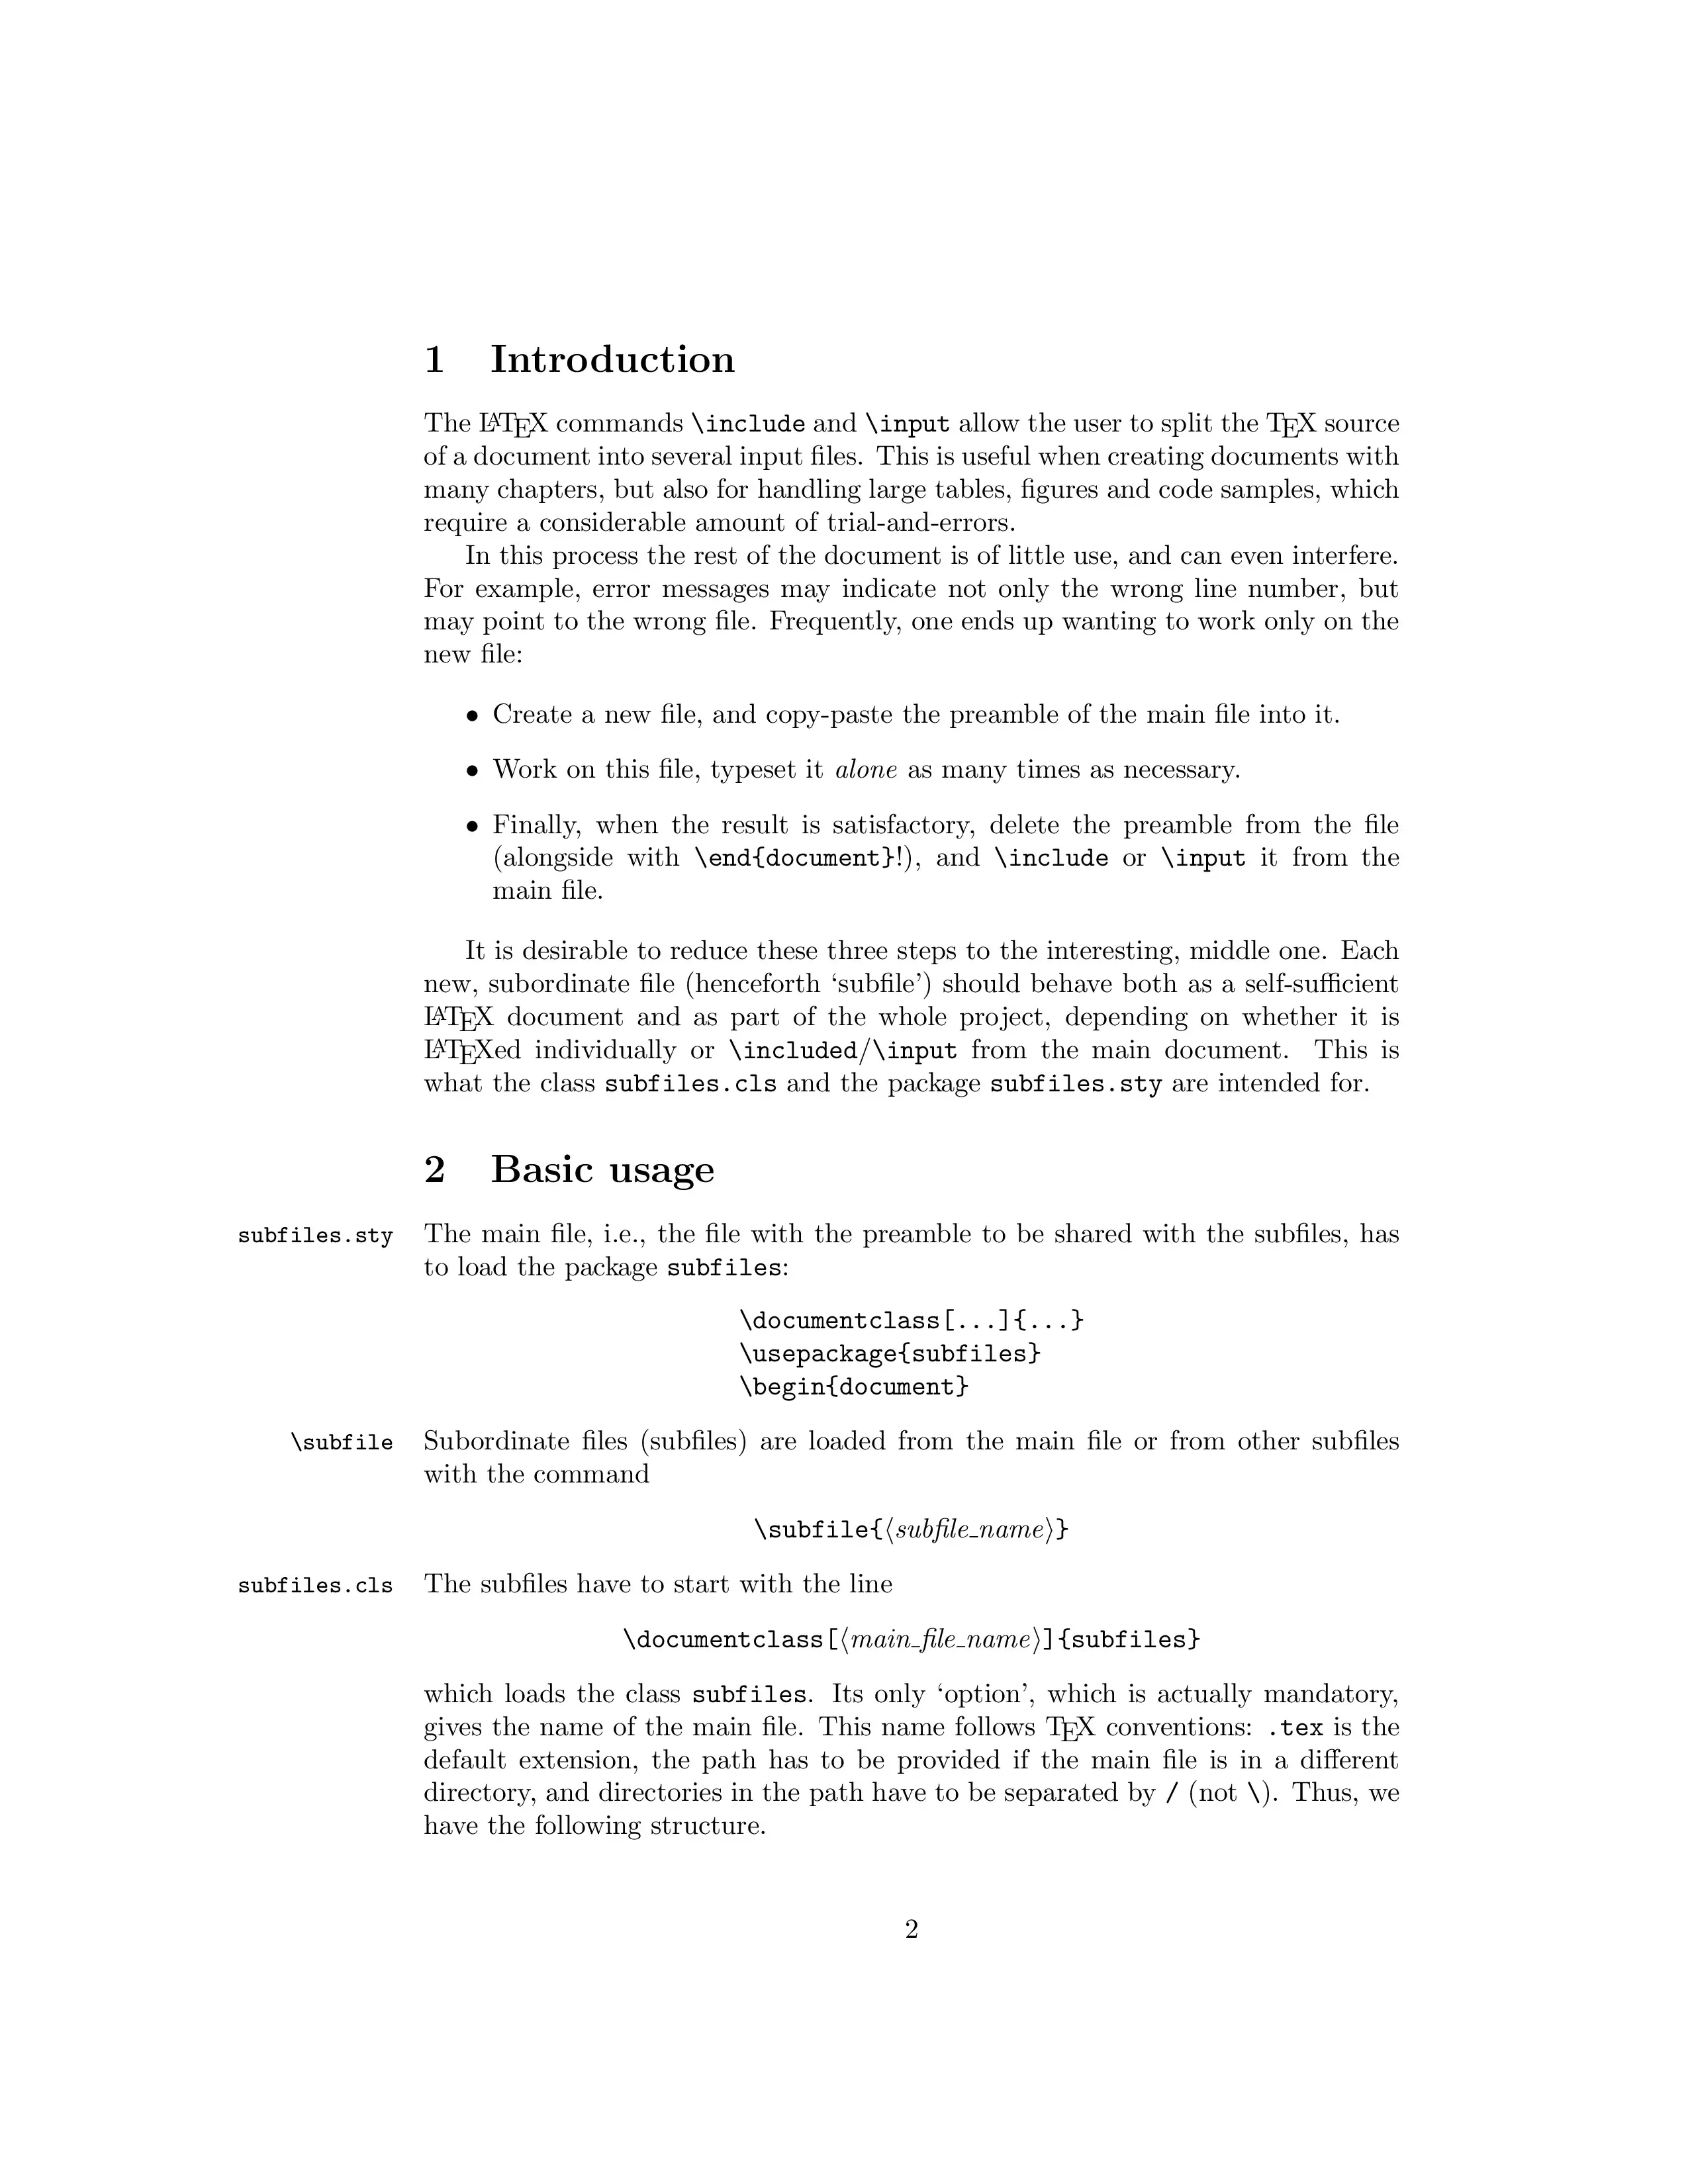 1 Introduction
The LATEX commands \include and \input allow the user to split the TEX source
of a document into several input files. This is useful when creating documents with
many chapters, but also for handling large tables, figures and code samples, which
require a considerable amount of trial-and-errors.
In this process the rest of the document is of little use, and can even interfere.
For example, error messages may indicate not only the wrong line number, but
may point to the wrong file. Frequently, one ends up wanting to work only on the
new file:
• Create a new file, and copy-paste the preamble of the main file into it.
• Work on this file, typeset it alone as many times as necessary.
• Finally, when the result is satisfactory, delete the preamble from the file
(alongside with \end{document}!), and \include or \input it from the
main file.
It is desirable to reduce these three steps to the interesting, middle one. Each
new, subordinate file (henceforth ‘subfile’) should behave both as a self-sufficient
LATEX document and as part of the whole project, depending on whether it is
LATEXed individually or \included/\input from the main document. This is
what the class subfiles.cls and the package subfiles.sty are intended for.
2 Basic usage
subfiles.sty The main file, i.e., the file with the preamble to be shared with the subfiles, has
to load the package subfiles:
\documentclass[...]{...}
\usepackage{subfiles}
\begin{document}
\subfile Subordinate files (subfiles) are loaded from the main file or from other subfiles
with the command
\subfile{⟨subfile_name⟩}
subfiles.cls The subfiles have to start with the line
\documentclass[⟨main_file_name⟩]{subfiles}
which loads the class subfiles. Its only ‘option’, which is actually mandatory,
gives the name of the main file. This name follows TEX conventions: .tex is the
default extension, the path has to be provided if the main file is in a different
directory, and directories in the path have to be separated by / (not \). Thus, we
have the following structure.
2